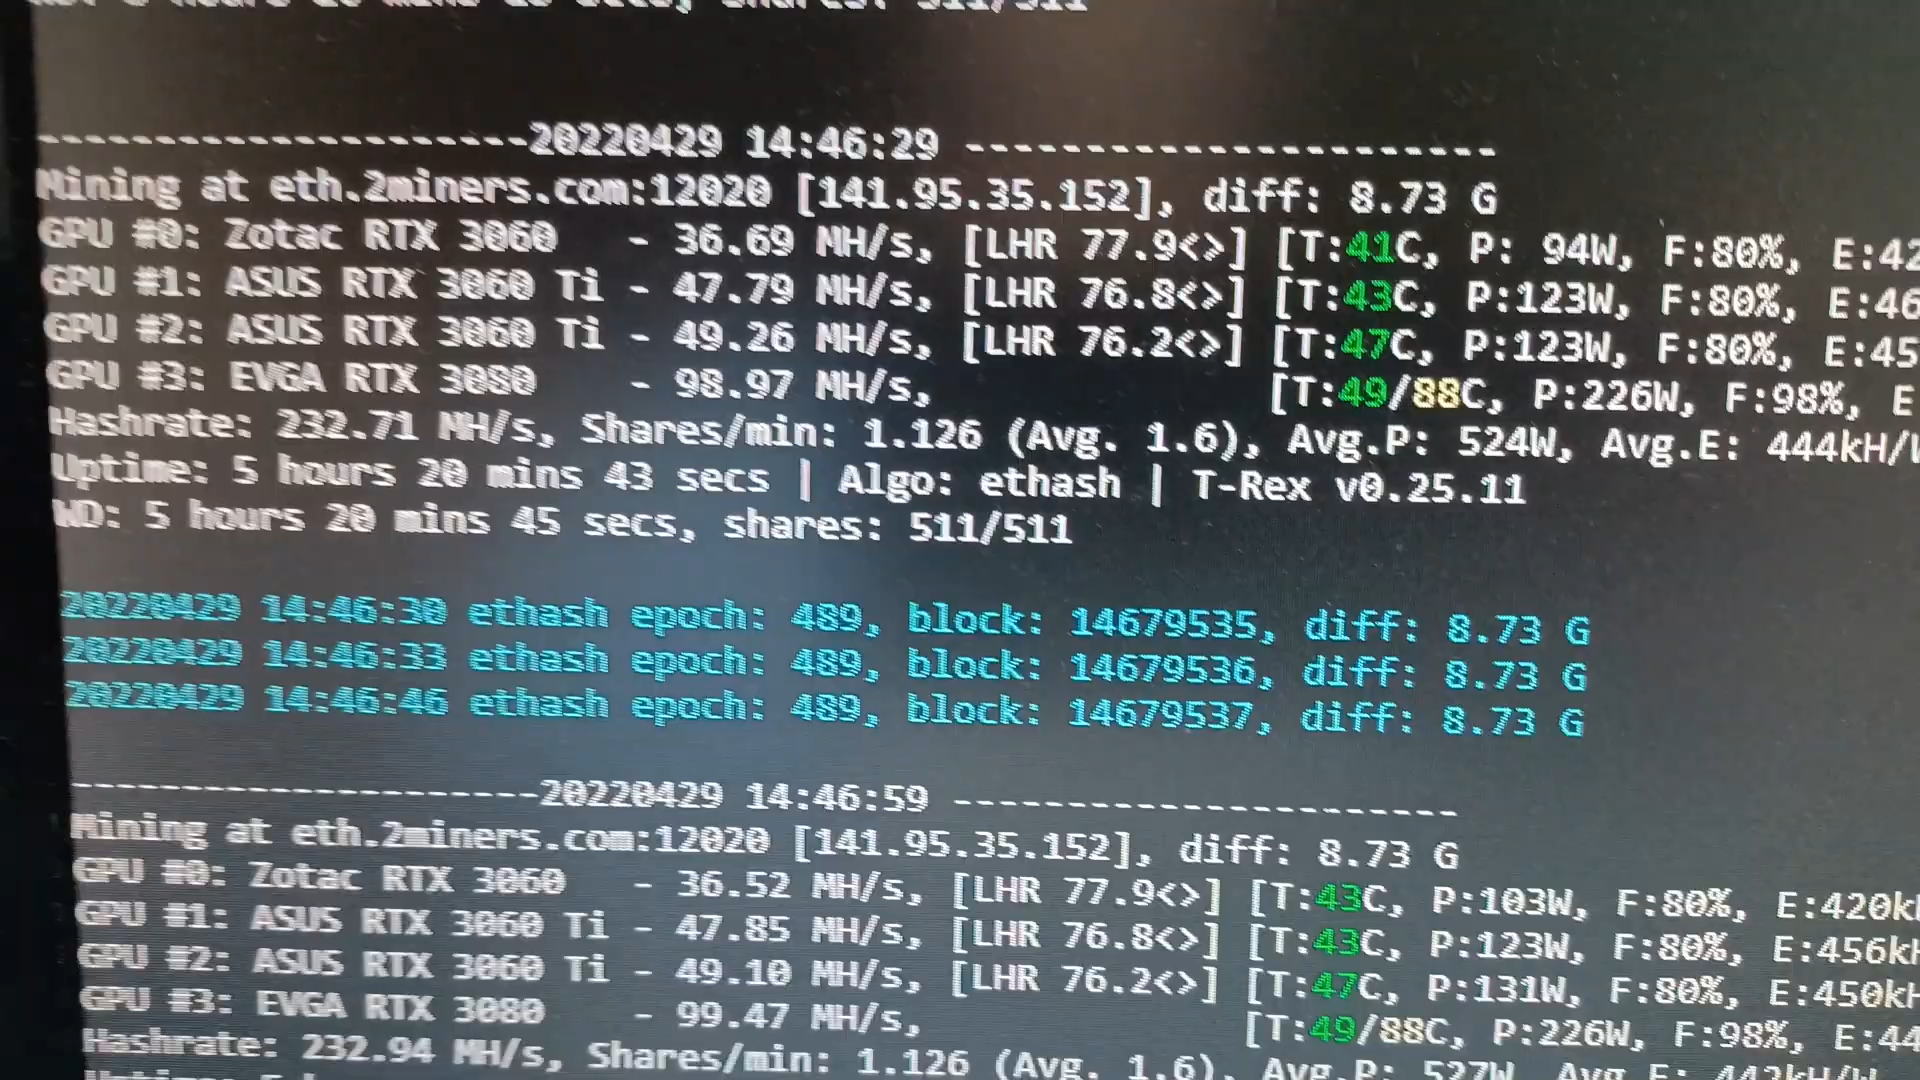 shares: 511/511
----------------------20220429 14:46:29 -----------------------
Mining at eth.2miners.com:12020 [141.95.35.152], diff: 8.73 G
GPU #0: Zotac RTX 3060 - 36.69 MH/s, [LHR 77.9<>] [T:41C, P: 94W, F:80%, E:42
GPU #1: ASUS RTX 3060 Ti - 47.79 MH/s, [LHR 76.8<>] [T:43C, P:123W, F:80%, E:46
GPU #2: ASUS RTX 3060 Ti - 49.26 MH/s, [LHR 76.2<>] [T:47C, P:123W, F:80%, E:45
GPU #3: EVGA RTX 3080 - 98.97 MH/s, [T:49/88C, P:226W, F:98%, E
Hashrate: 232.71 MH/s, Shares/min: 1.126 (Avg. 1.6), Avg.P: 524W, Avg.E: 444kH/W
Uptime: 5 hours 20 mins 43 secs | Algo: ethash | T-Rex v0.25.11
WD: 5 hours 20 mins 45 secs, shares: 511/511
20220429 14:46:30 ethash epoch: 489, block: 14679535, diff: 8.73 G
20220429 14:46:33 ethash epoch: 489, block: 14679536, diff: 8.73 G
20220429 14:46:46 ethash epoch: 489, block: 14679537, diff: 8.73 G
----------------------20220429 14:46:59 -----------------------
Mining at eth.2miners.com:12020 [141.95.35.152], diff: 8.73 G
GPU #0: Zotac RTX 3060 - 36.52 MH/s, [LHR 77.9<>] [T:43C, P:103W, F:80%, E:420kH
GPU #1: ASUS RTX 3060 Ti - 47.85 MH/s, [LHR 76.8<>] [T:43C, P:123W, F:80%, E:456kH
GPU #2: ASUS RTX 3060 Ti - 49.10 MH/s, [LHR 76.2<>] [T:47C, P:131W, F:80%, E:450kH
GPU #3: EVGA RTX 3080 - 99.47 MH/s, [T:49/88C, P:226W, F:98%, E:44
Hashrate: 232.94 MH/s, Shares/min: 1.126 (Avg. 1.6), Avg.P: 527W, Avg.E: 442kH/W